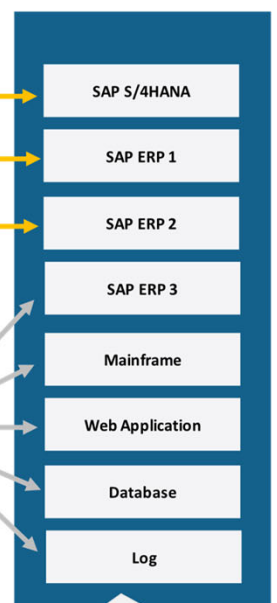 SAP S/4HANA
SAP ERP 1
SAP ERP 2
SAP ERP 3
Mainframe
Web Application
Database
Log